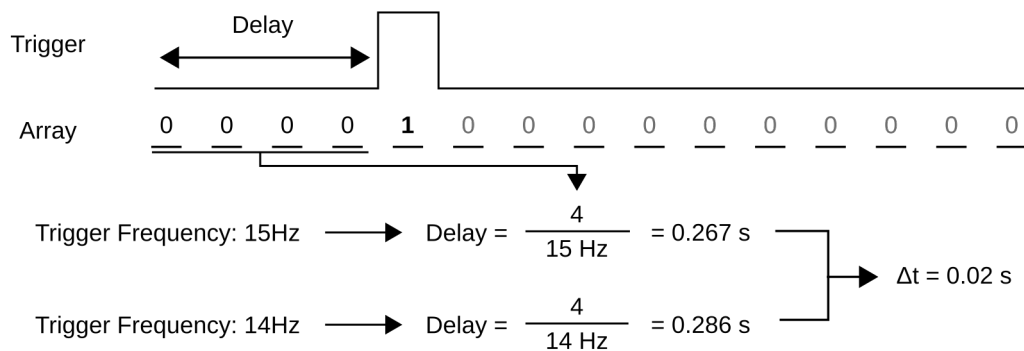 Delay
Trigger
Array 0 0 0 0 1 0 0 0 0 0 0 0 0 0 0
Trigger Frequency: 15Hz Delay = 4 / 15 Hz = 0.267 s
Δt = 0.02 s
Trigger Frequency: 14Hz Delay = 4 / 14 Hz = 0.286 s